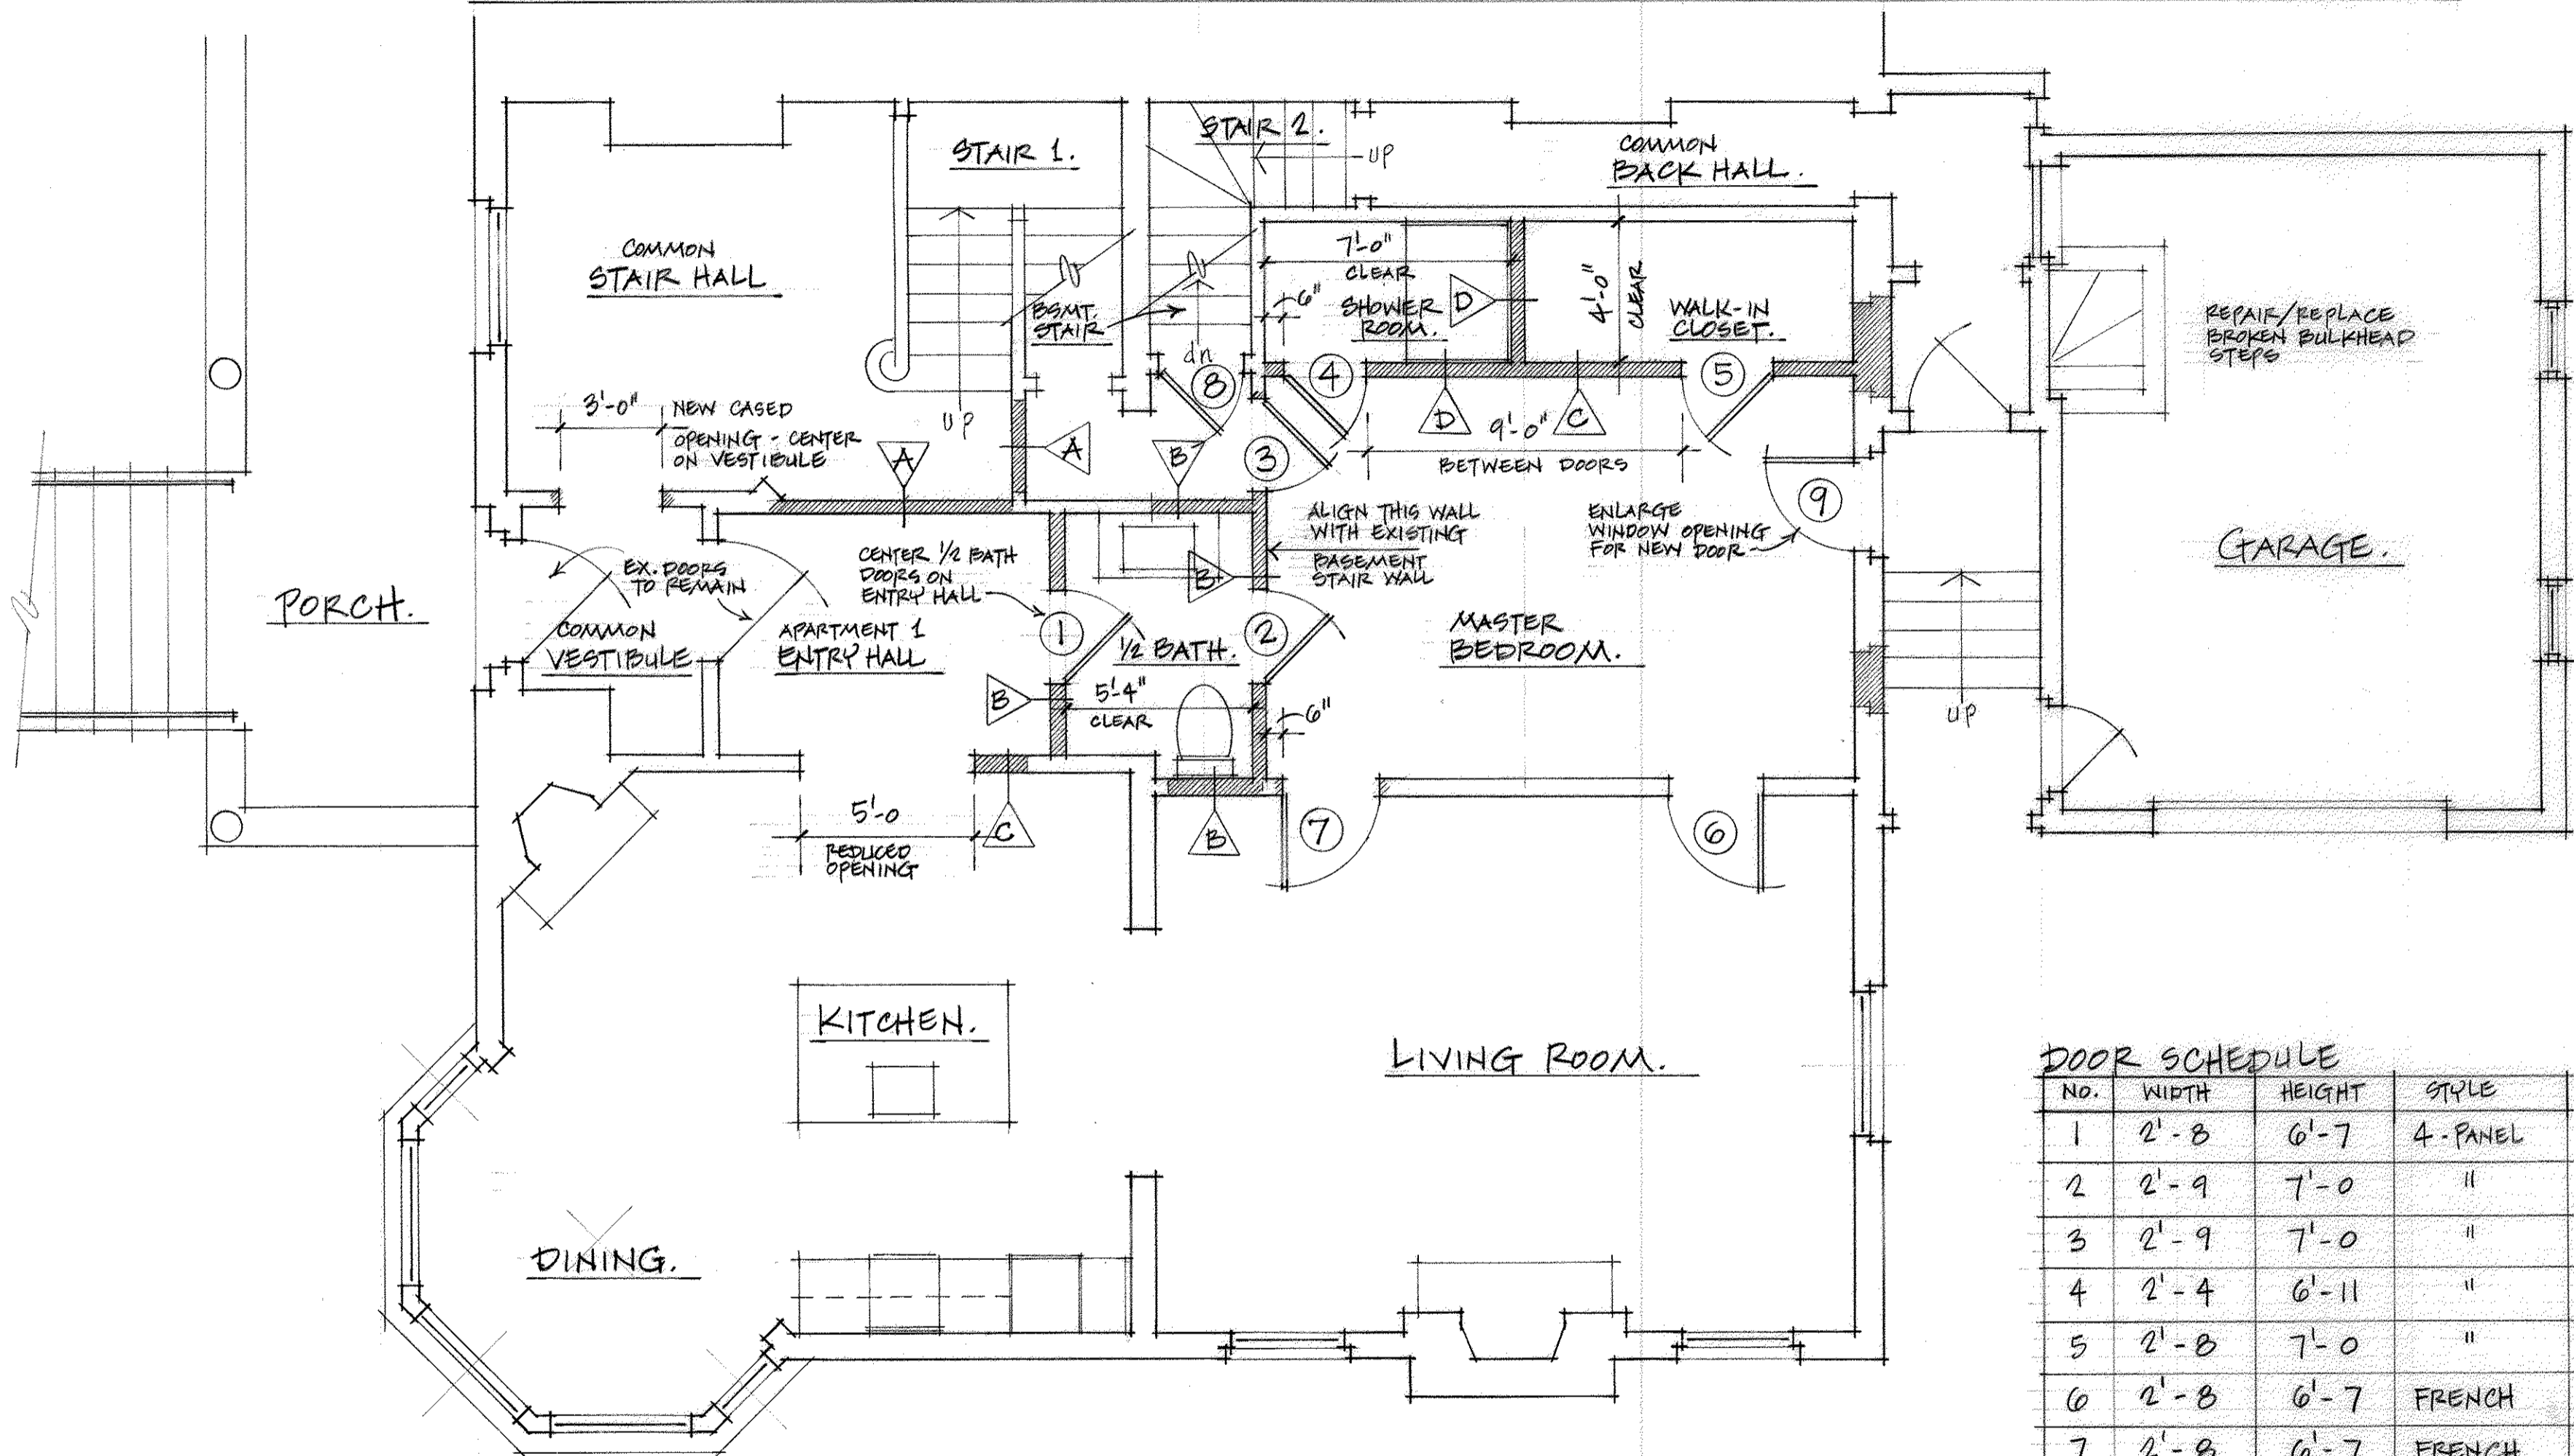 STAIR 1.
STAIR 2.
UP
COMMON
BACK HALL.
COMMON
STAIR HALL
7'-0"
CLEAR
6"
SHOWER
ROOM.
D
4'-0"
CLEAR
WALK-IN
CLOSET.
BSMT.
STAIR
dn
8
4
5
REPAIR/REPLACE
BROKEN BULKHEAD
STEPS
3'-0"
NEW CASED
OPENING - CENTER
ON VESTIBULE
UP
A
A
B
3
D
9'-0"
C
BETWEEN DOORS
9
ALIGN THIS WALL
WITH EXISTING
BASEMENT
STAIR WALL
ENLARGE
WINDOW OPENING
FOR NEW DOOR
GARAGE.
EX. DOORS
TO REMAIN
CENTER 1/2 BATH
DOORS ON
ENTRY HALL
B
PORCH.
COMMON
VESTIBULE
APARTMENT 1
ENTRY HALL
1
1/2 BATH.
2
MASTER
BEDROOM.
B
5'-4"
CLEAR
6"
UP
5'-0
REDUCED
OPENING
C
B
7
6
KITCHEN.
LIVING ROOM.
DINING.
DOOR SCHEDULE
NO. WIDTH HEIGHT STYLE
1 2'-8 6'-7 4-PANEL
2 2'-9 7'-0 "
3 2'-9 7'-0 "
4 2'-4 6'-11 "
5 2'-8 7'-0 "
6 2'-8 6'-7 FRENCH
7 2'-8 6'-7 FRENCH